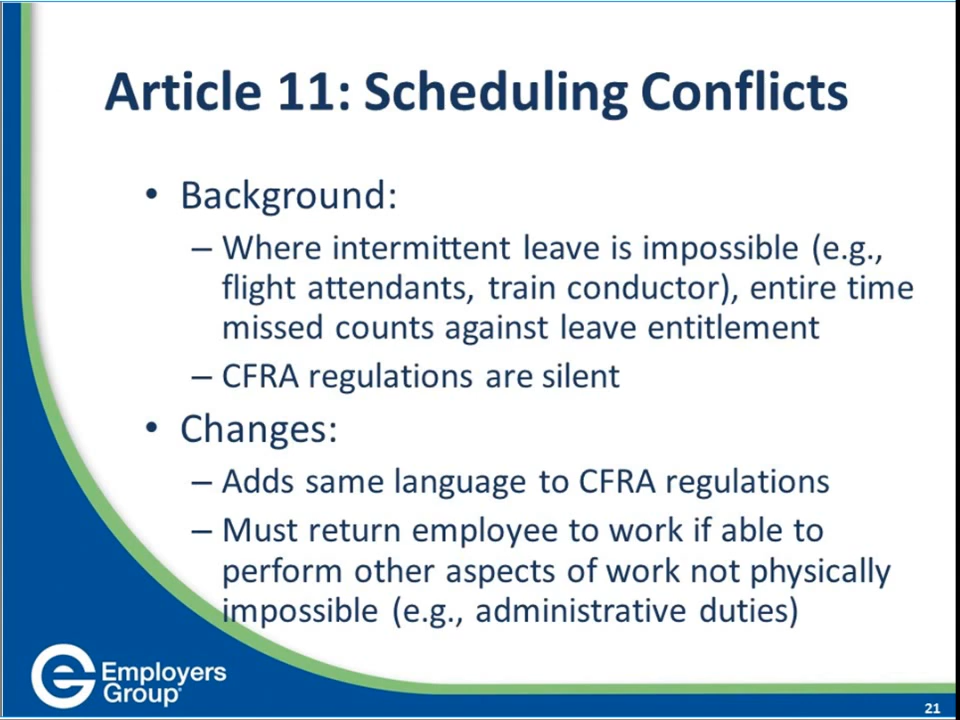 Article 11: Scheduling Conflicts
• Background:
– Where intermittent leave is impossible (e.g.,
flight attendants, train conductor), entire time
missed counts against leave entitlement
– CFRA regulations are silent
• Changes:
– Adds same language to CFRA regulations
– Must return employee to work if able to
perform other aspects of work not physically
impossible (e.g., administrative duties)
Employers
Group
21